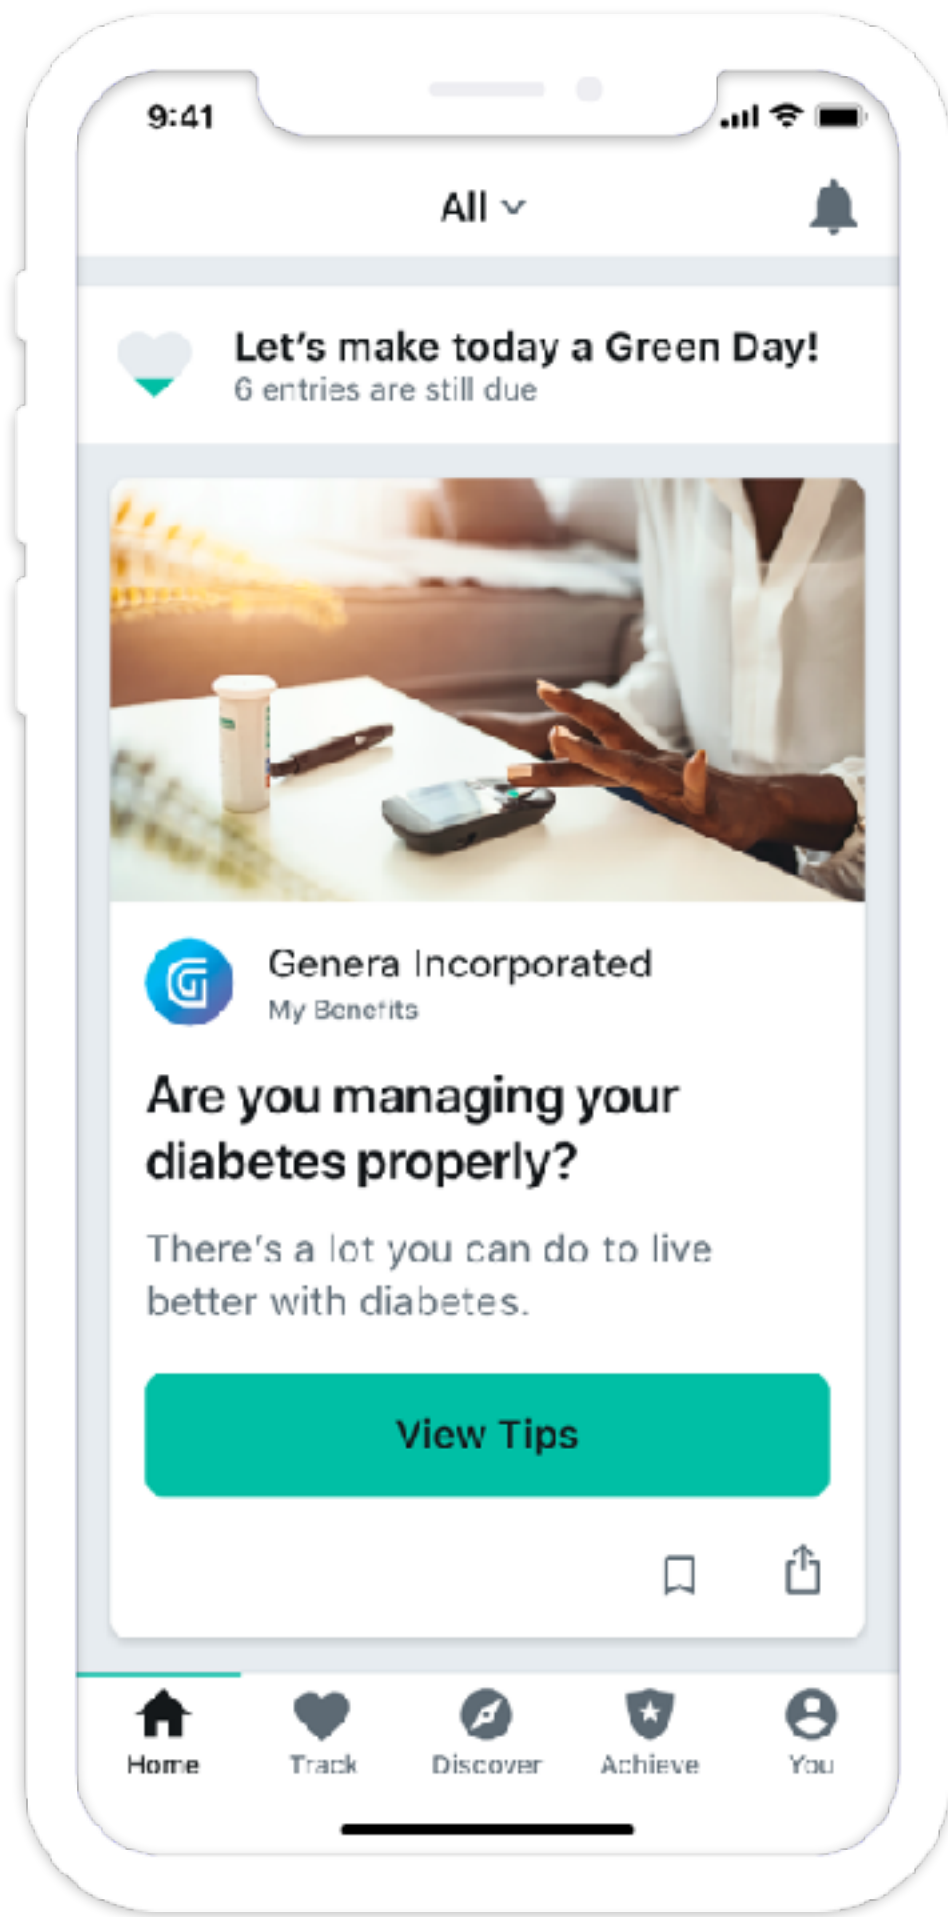 9:41
All
Let's make today a Green Day!
6 entries are still due
Genera Incorporated
My Benefits
Are you managing your
diabetes properly?
There's a lot you can do to live
better with diabetes.
View Tips
Home
Track
Discover
Achieve
You